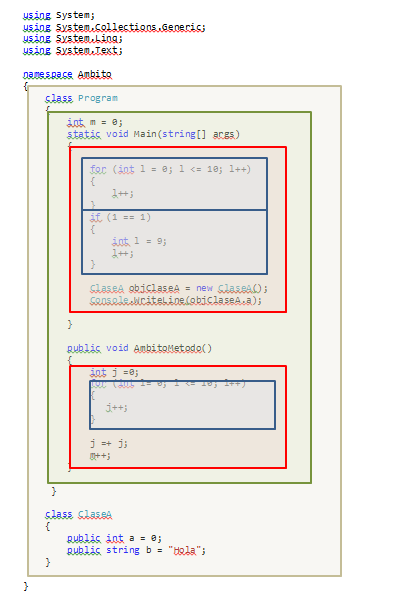 using System;
using System.Collections.Generic;
using System.Linq;
using System.Text;
namespace Ambito
{
class Program
{
int m = 0;
static void Main(string[] args)
{
for (int l = 0; l <= 10; l++)
{
l++;
}
if (1 == 1)
{
int l = 9;
l++;
}
ClaseA objClaseA = new ClaseA();
Console.WriteLine(objClaseA.a);
}
public void AmbitoMetodo()
{
int j =0;
for (int l= 0; l <= 10; l++)
{
j++;
}
j =+ j;
m++;
}
}
class ClaseA
{
public int a = 0;
public string b = "Hola";
}
}